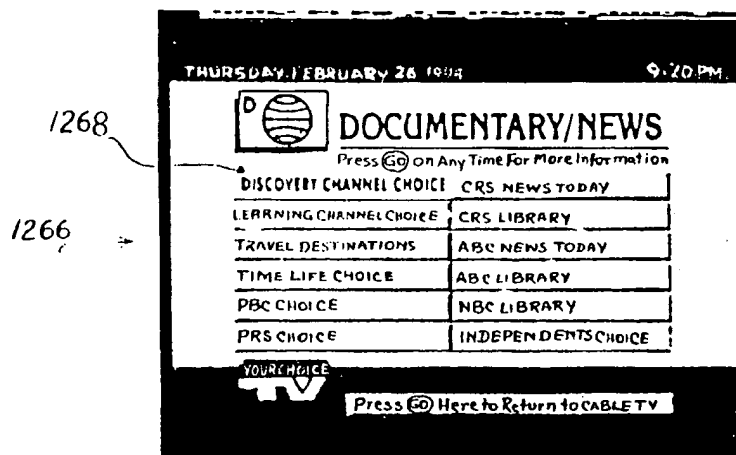 THURSDAY, FEBRUARY 26 9:20 PM
D
DOCUMENTARY/NEWS
Press GO on Any Time For More Information
1268
DISCOVERY CHANNEL CHOICE CRS NEWS TODAY
LEARNING CHANNEL CHOICE CRS LIBRARY
1266
TRAVEL DESTINATIONS ABC NEWS TODAY
TIME LIFE CHOICE ABC LIBRARY
PBC CHOICE NBC LIBRARY
PRS CHOICE INDEPENDENTS CHOICE
YOUR CHOICE
TV
Press GO Here to Return to CABLE TV